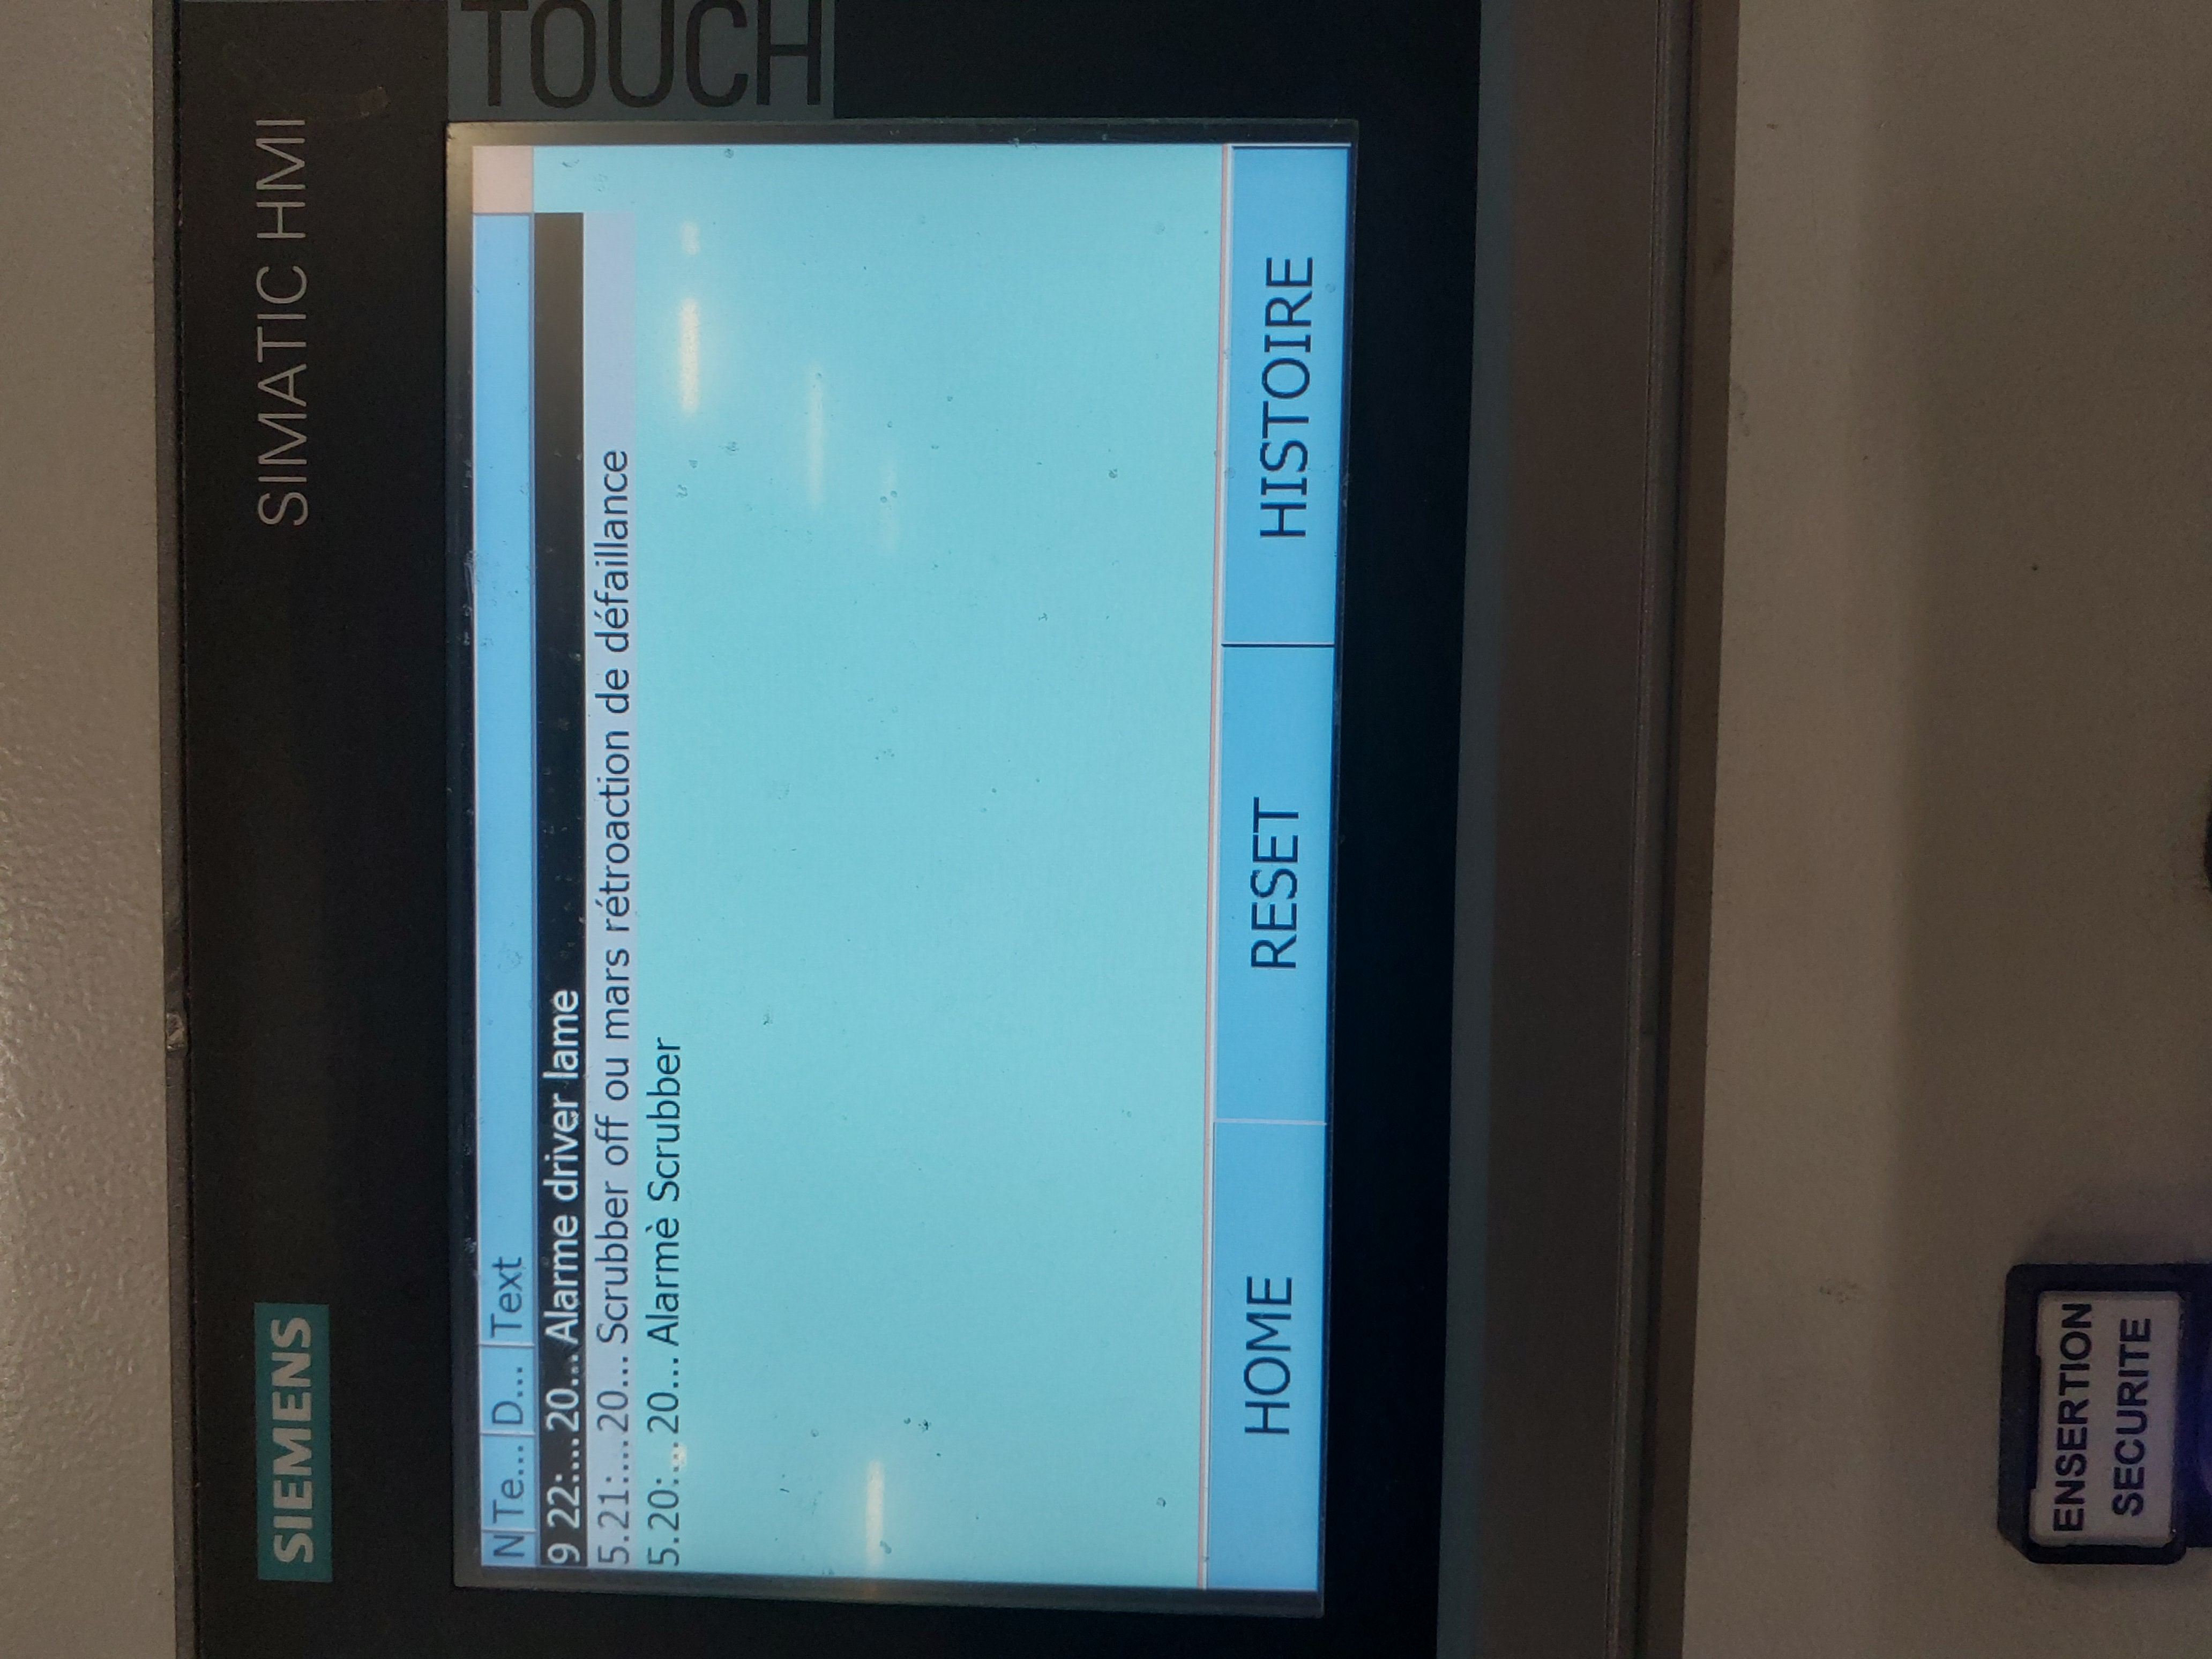 SIEMENS
SIMATIC HMI
TOUCH
N Te... D... Text
9 22:... 20... Alarme driver lame
5. 21:... 20... Scrubber off ou mars rétroaction de défaillance
5. 20:... 20... Alarmè Scrubber
HOME RESET HISTOIRE
ENSERTION
SECURITE